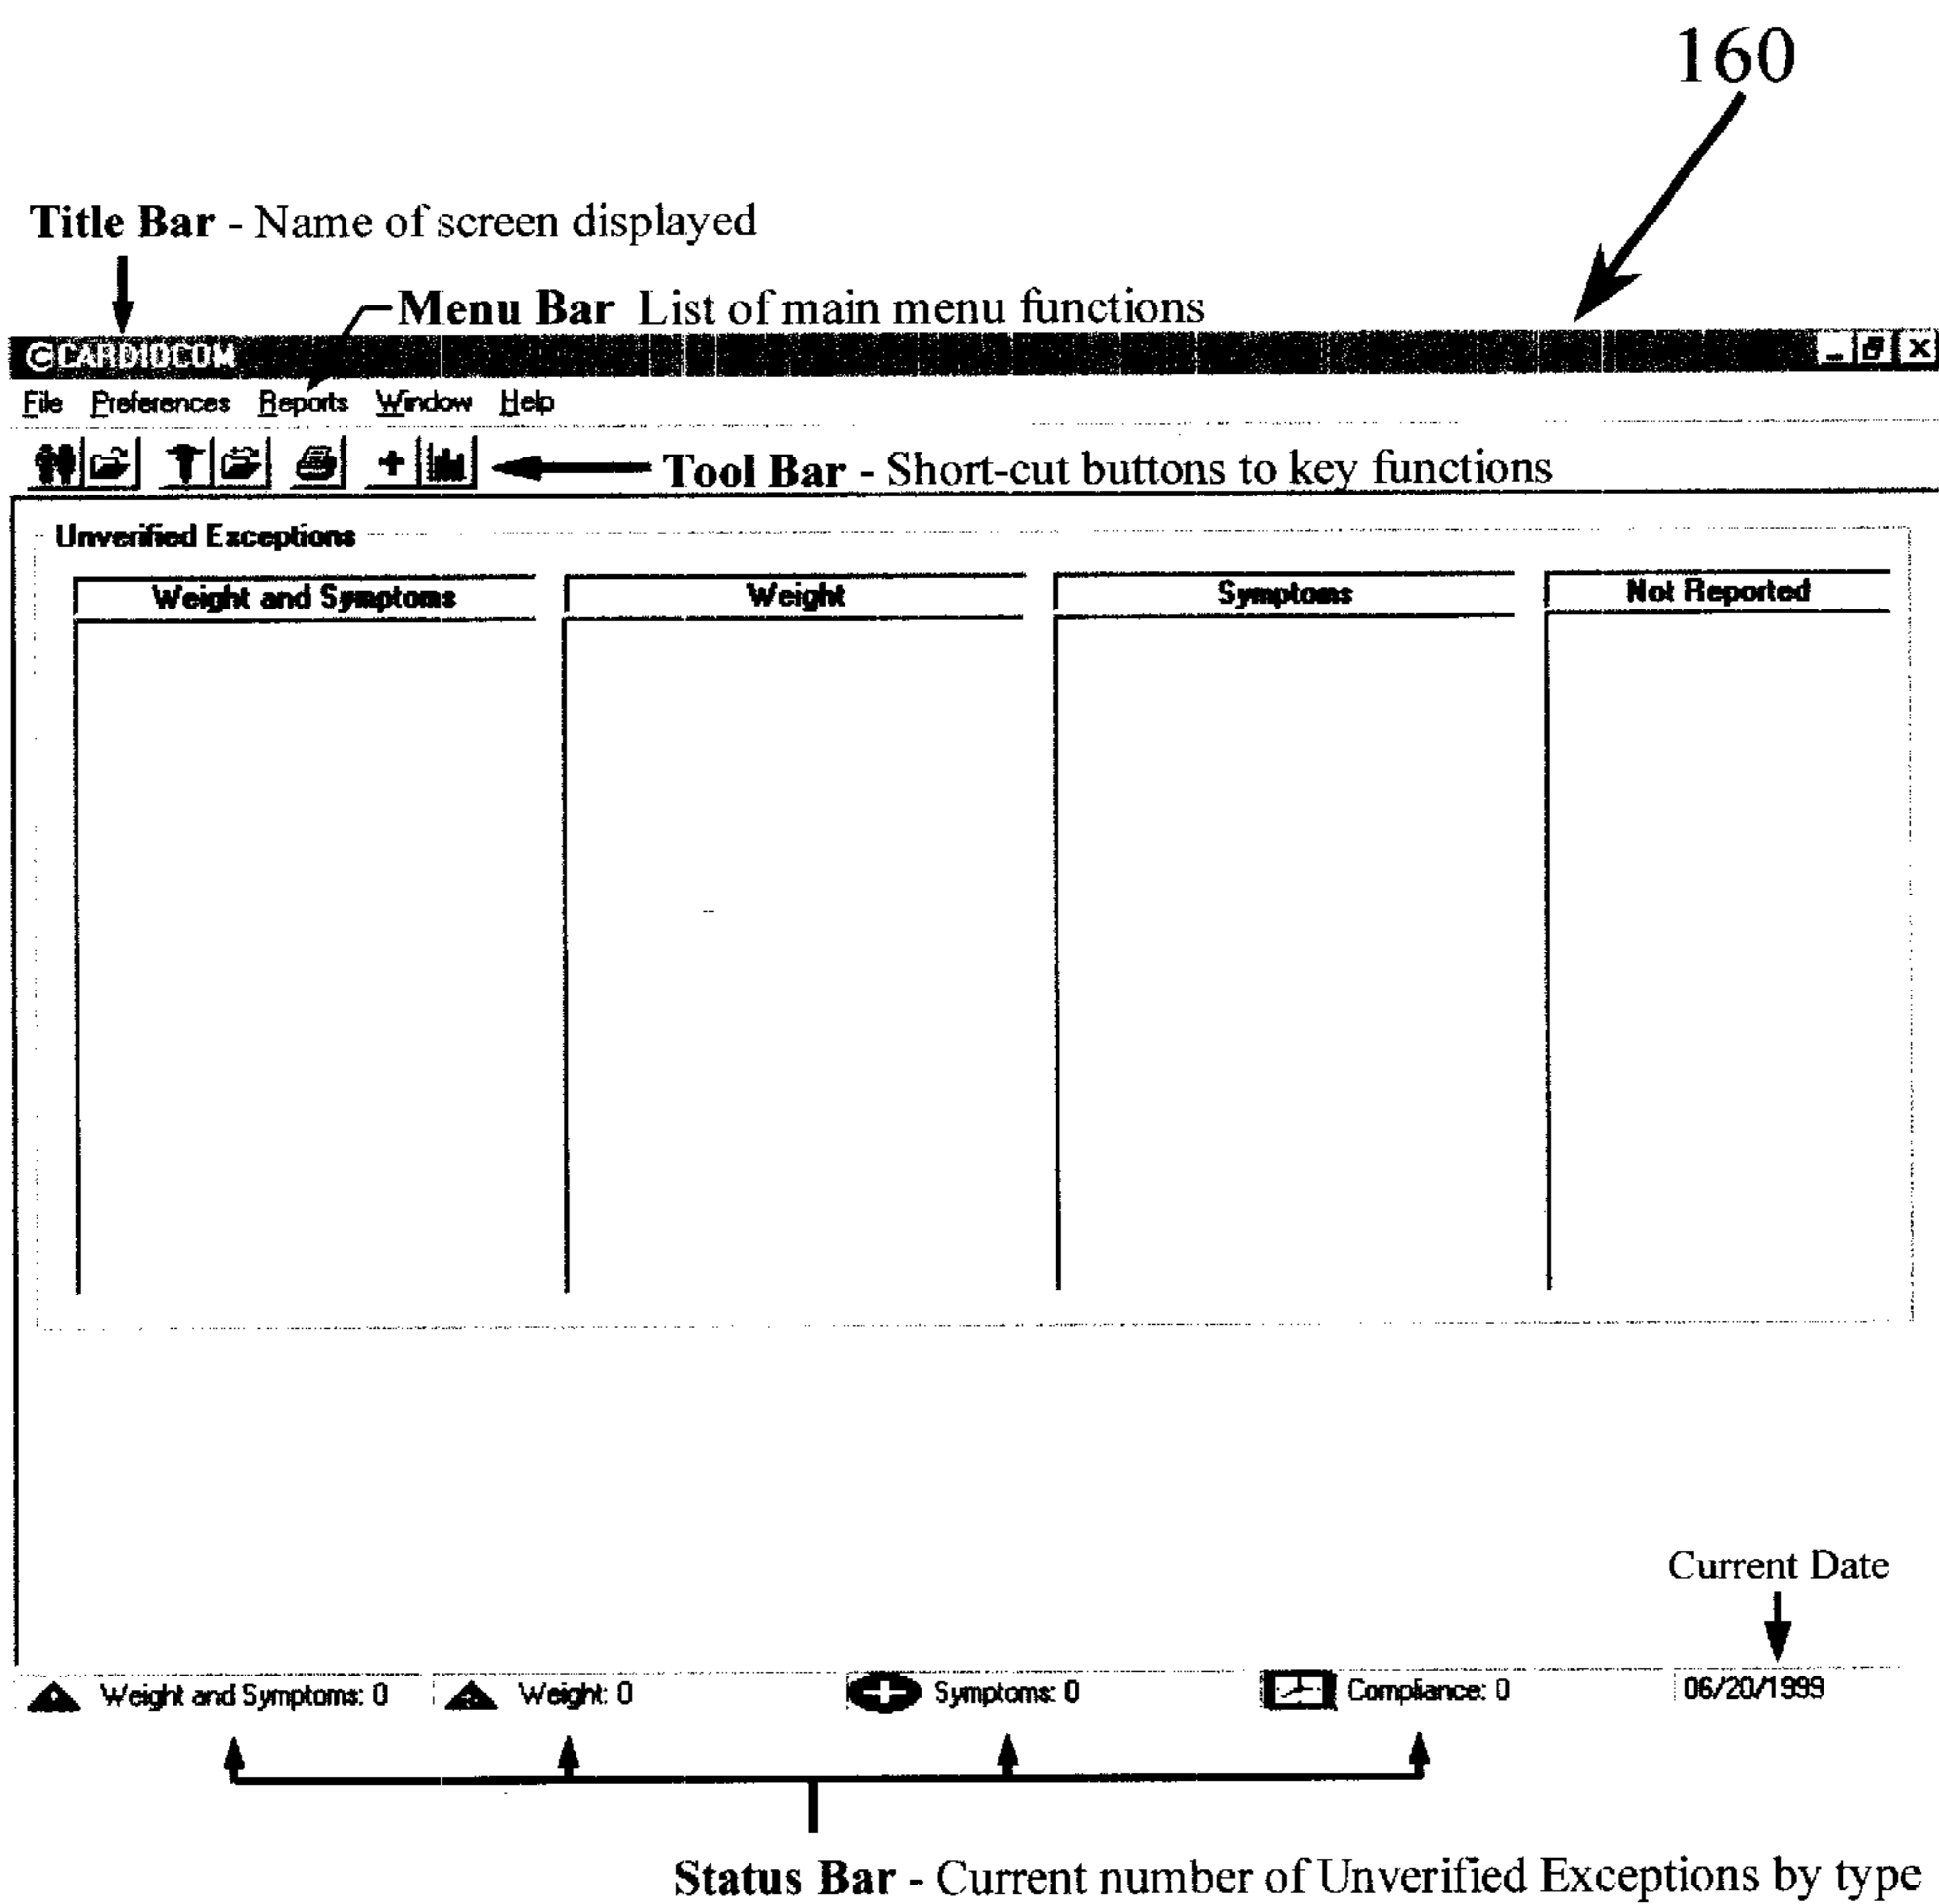 160
Title Bar - Name of screen displayed
Menu Bar List of main menu functions
CARDIOCOM
File Preferences Reports Window Help
Tool Bar - Short-cut buttons to key functions
Unverified Exceptions
Weight and Symptoms Weight Symptoms Not Reported
Current Date
Weight and Symptoms: 0 Weight: 0 Symptoms: 0 Compliance: 0 06/20/1999
Status Bar - Current number of Unverified Exceptions by type